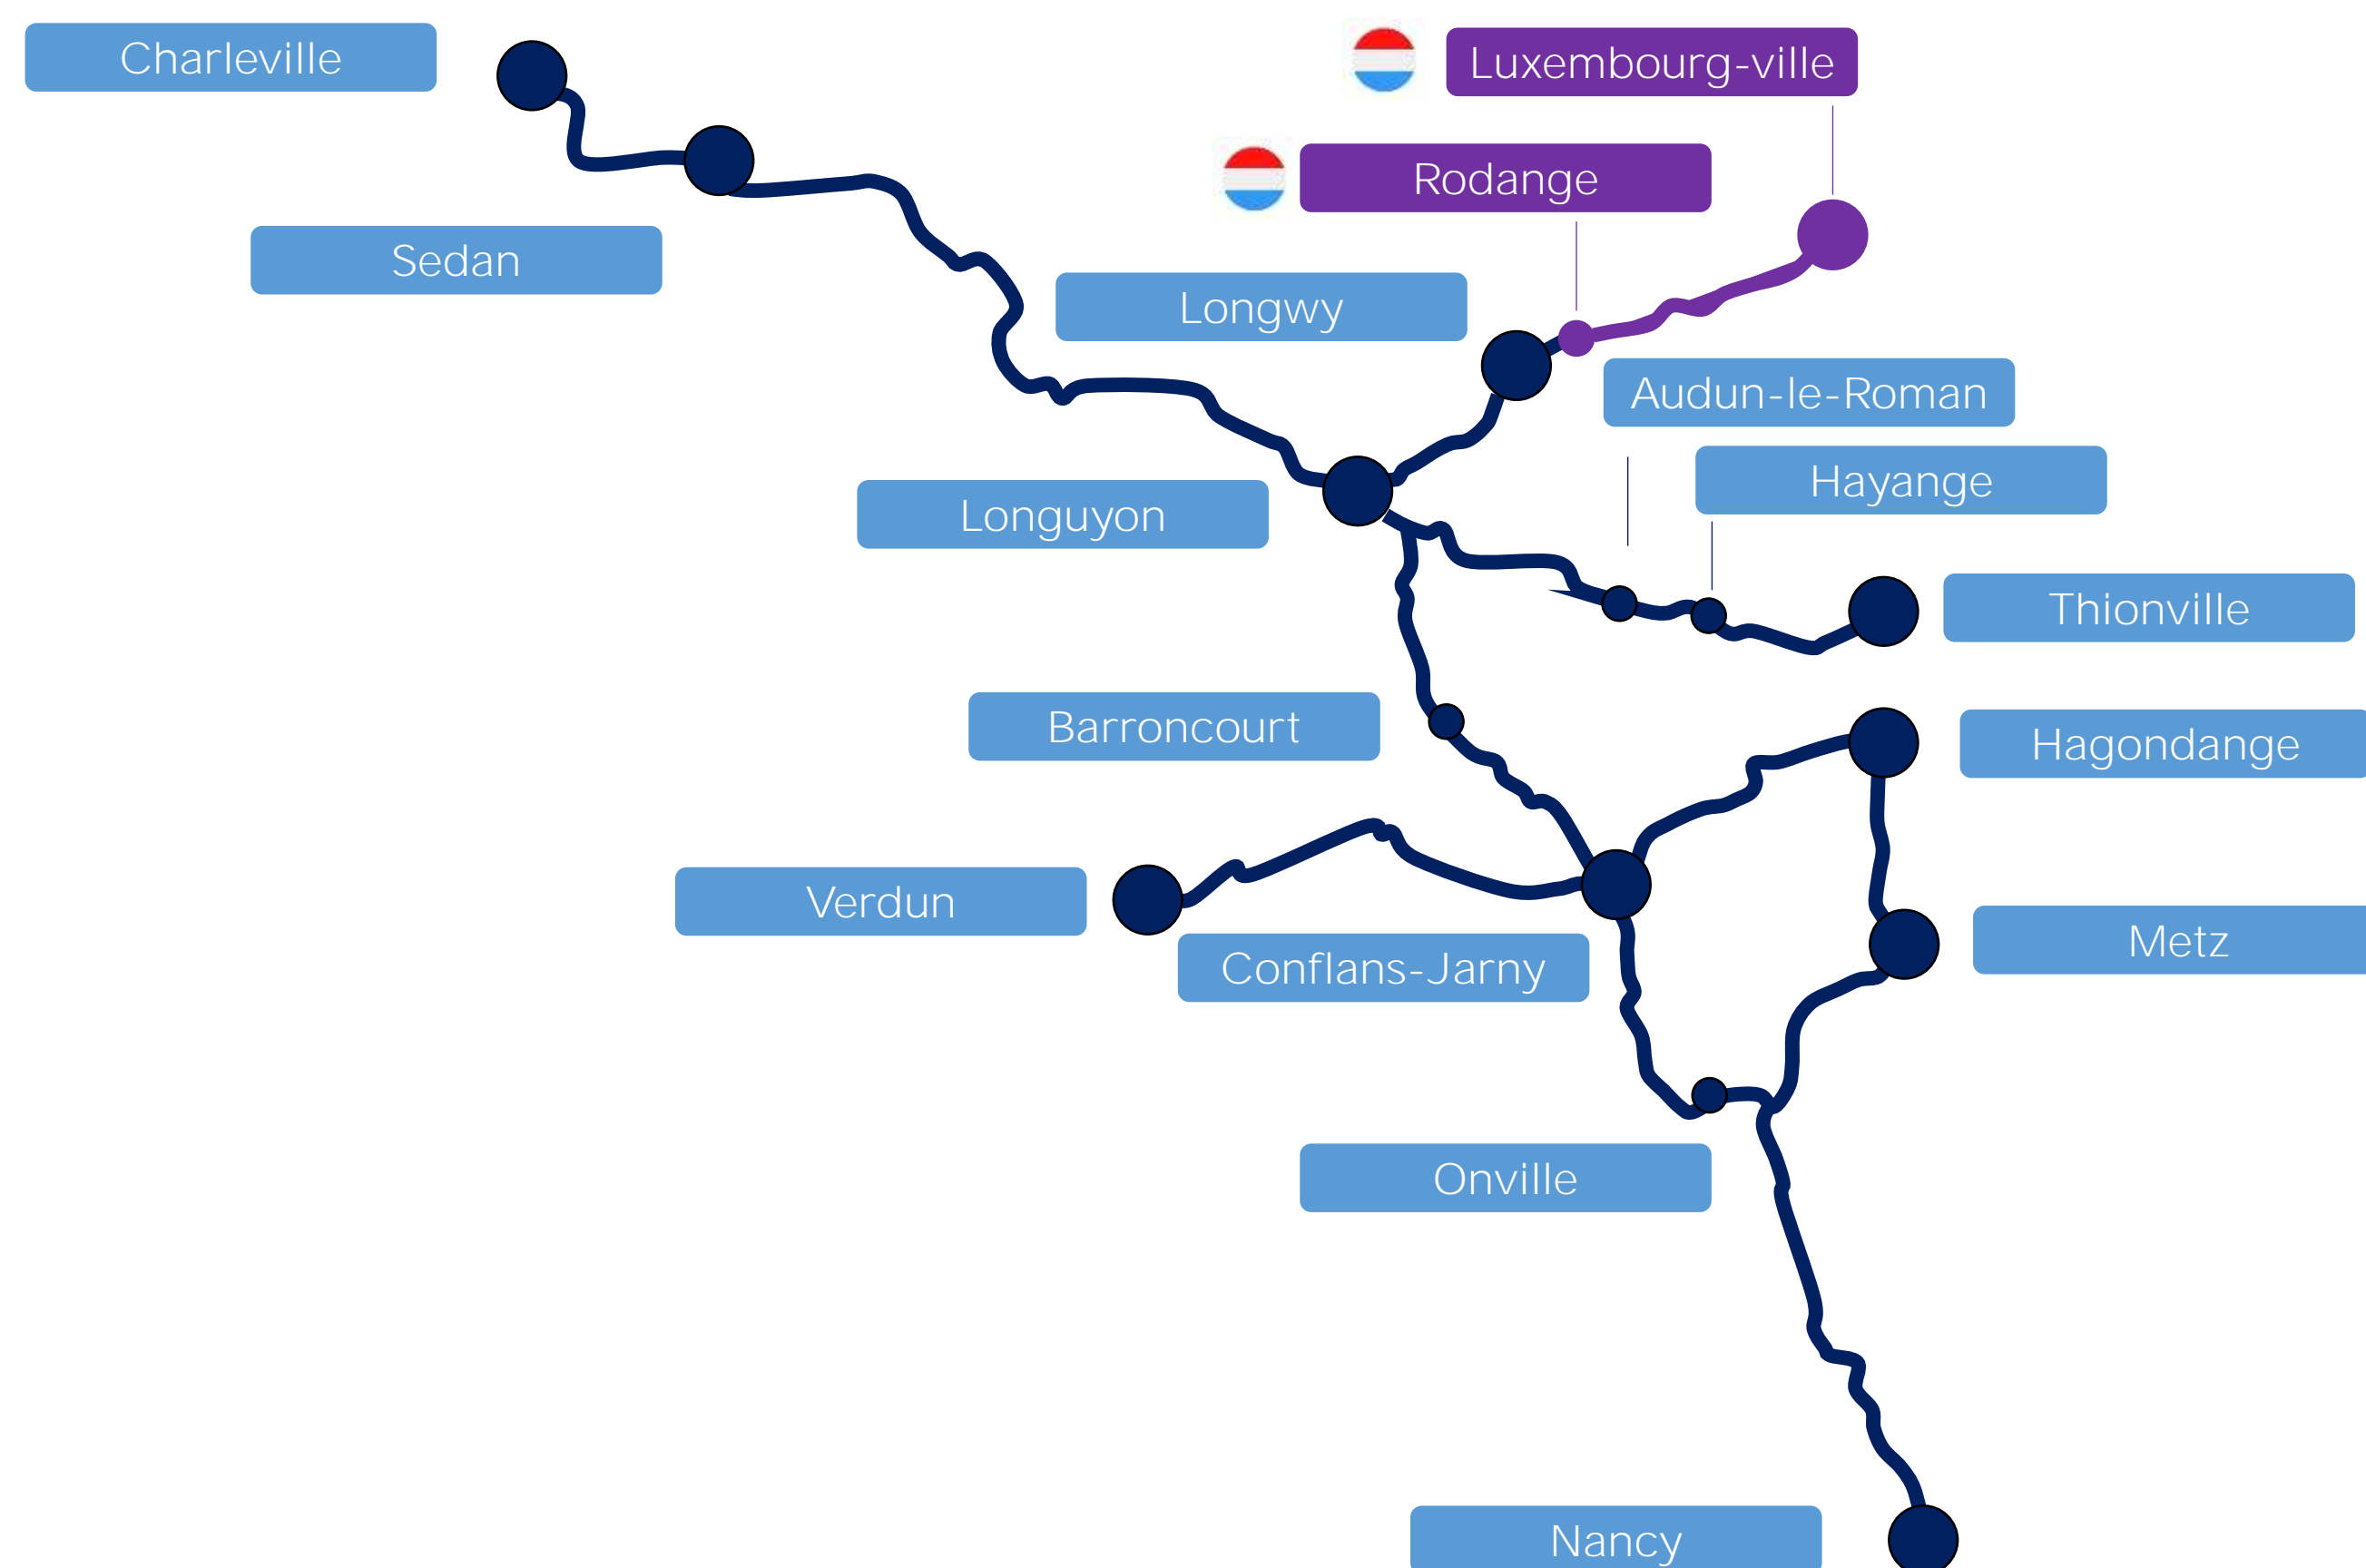 Charleville
Luxembourg-ville
Rodange
Sedan
Longwy
Audun-le-Roman
Hayange
Longuyon
Thionville
Barroncourt
Hagondange
Verdun
Metz
Conflans-Jarny
Onville
Nancy